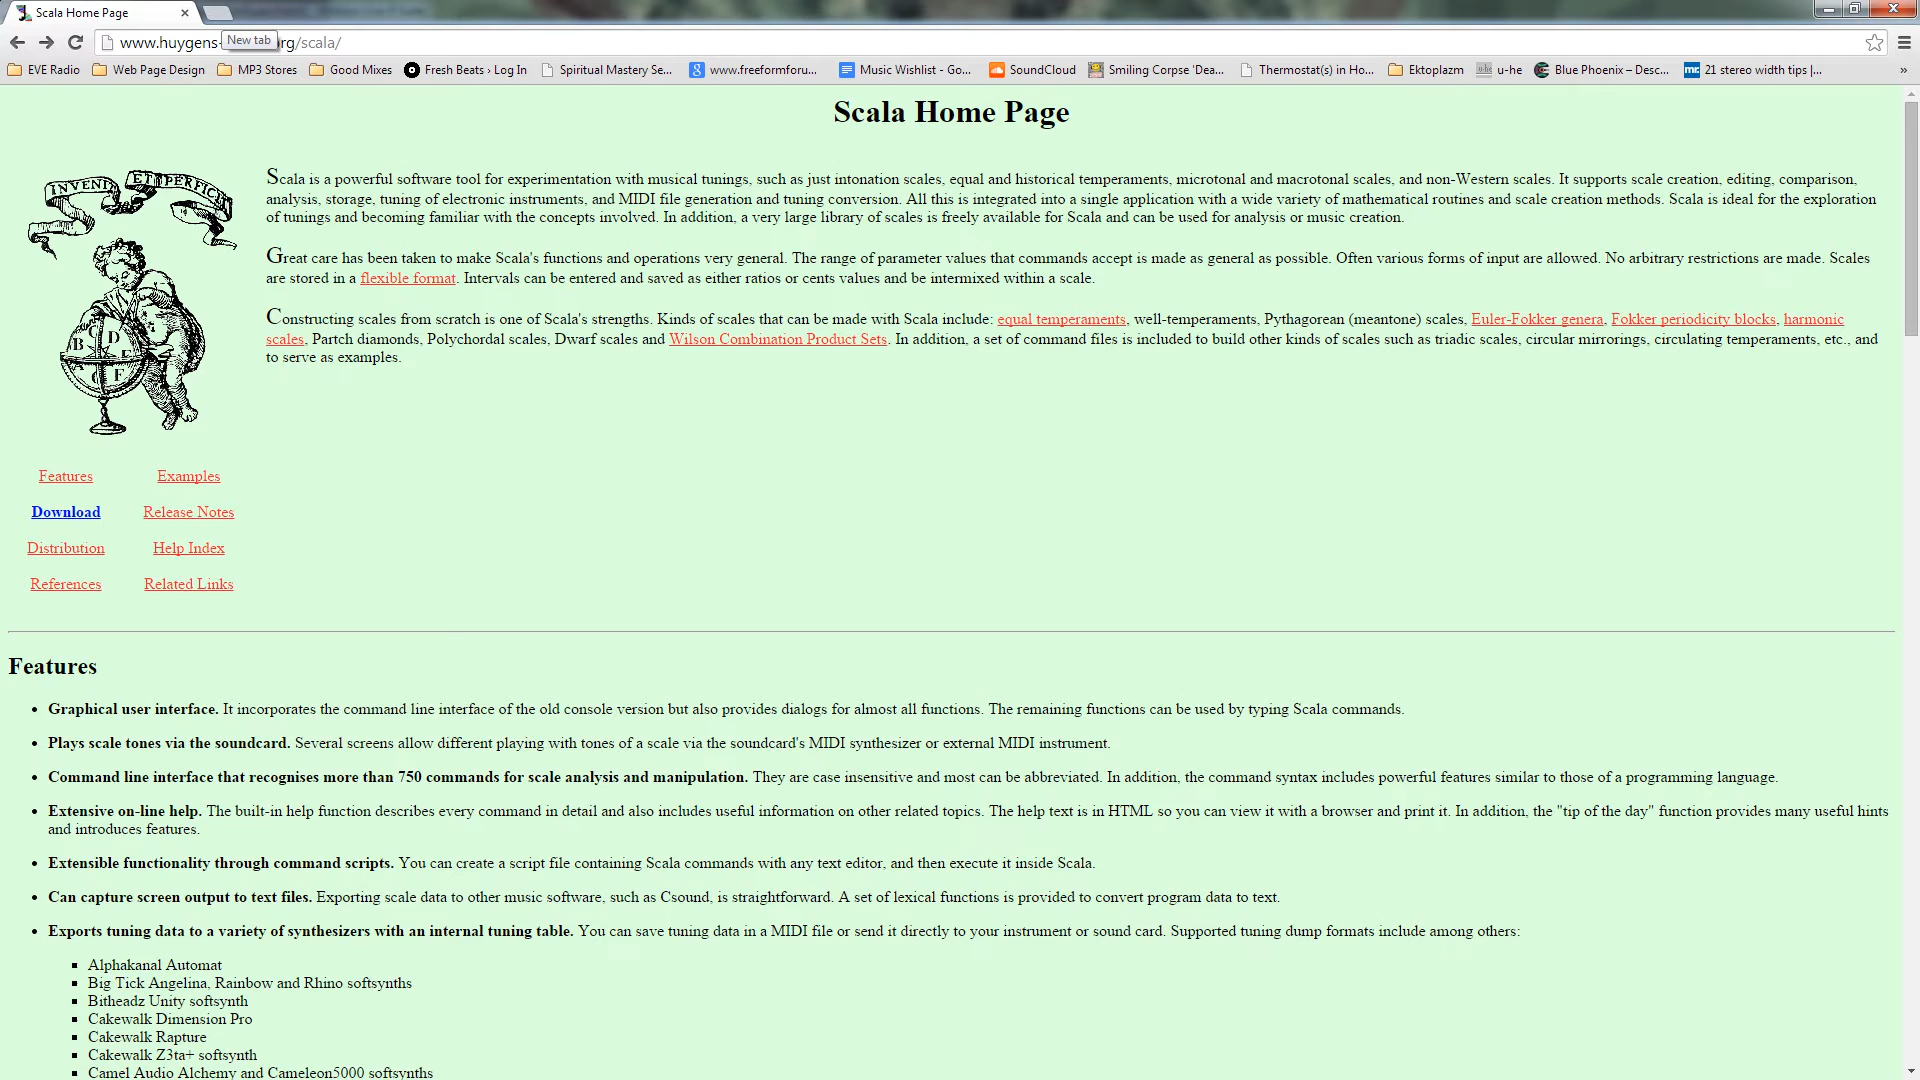 Scala Home Page
New tab
www.huygens- rg/scala/
EVE Radio Web Page Design MP3 Stores Good Mixes Fresh Beats › Log In Spiritual Mastery Se... www.freeformforu... Music Wishlist - Go... SoundCloud Smiling Corpse 'Dea... Thermostat(s) in Ho... Ektoplazm u-he Blue Phoenix – Desc... 21 stereo width tips |... »
Scala Home Page
INVENI ET PERFICI
Scala is a powerful software tool for experimentation with musical tunings, such as just intonation scales, equal and historical temperaments, microtonal and macrotonal scales, and non-Western scales. It supports scale creation, editing, comparison,
analysis, storage, tuning of electronic instruments, and MIDI file generation and tuning conversion. All this is integrated into a single application with a wide variety of mathematical routines and scale creation methods. Scala is ideal for the exploration
of tunings and becoming familiar with the concepts involved. In addition, a very large library of scales is freely available for Scala and can be used for analysis or music creation.
Great care has been taken to make Scala's functions and operations very general. The range of parameter values that commands accept is made as general as possible. Often various forms of input are allowed. No arbitrary restrictions are made. Scales
are stored in a flexible format. Intervals can be entered and saved as either ratios or cents values and be intermixed within a scale.
Constructing scales from scratch is one of Scala's strengths. Kinds of scales that can be made with Scala include: equal temperaments, well-temperaments, Pythagorean (meantone) scales, Euler-Fokker genera, Fokker periodicity blocks, harmonic
scales, Partch diamonds, Polychordal scales, Dwarf scales and Wilson Combination Product Sets. In addition, a set of command files is included to build other kinds of scales such as triadic scales, circular mirrorings, circulating temperaments, etc., and
to serve as examples.
Features Examples
Download Release Notes
Distribution Help Index
References Related Links
Features
• Graphical user interface. It incorporates the command line interface of the old console version but also provides dialogs for almost all functions. The remaining functions can be used by typing Scala commands.
• Plays scale tones via the soundcard. Several screens allow different playing with tones of a scale via the soundcard's MIDI synthesizer or external MIDI instrument.
• Command line interface that recognises more than 750 commands for scale analysis and manipulation. They are case insensitive and most can be abbreviated. In addition, the command syntax includes powerful features similar to those of a programming language.
• Extensive on-line help. The built-in help function describes every command in detail and also includes useful information on other related topics. The help text is in HTML so you can view it with a browser and print it. In addition, the "tip of the day" function provides many useful hints
and introduces features.
• Extensible functionality through command scripts. You can create a script file containing Scala commands with any text editor, and then execute it inside Scala.
• Can capture screen output to text files. Exporting scale data to other music software, such as Csound, is straightforward. A set of lexical functions is provided to convert program data to text.
• Exports tuning data to a variety of synthesizers with an internal tuning table. You can save tuning data in a MIDI file or send it directly to your instrument or sound card. Supported tuning dump formats include among others:
▪ Alphakanal Automat
▪ Big Tick Angelina, Rainbow and Rhino softsynths
▪ Bitheadz Unity softsynth
▪ Cakewalk Dimension Pro
▪ Cakewalk Rapture
▪ Cakewalk Z3ta+ softsynth
▪ Camel Audio Alchemy and Cameleon5000 softsynths